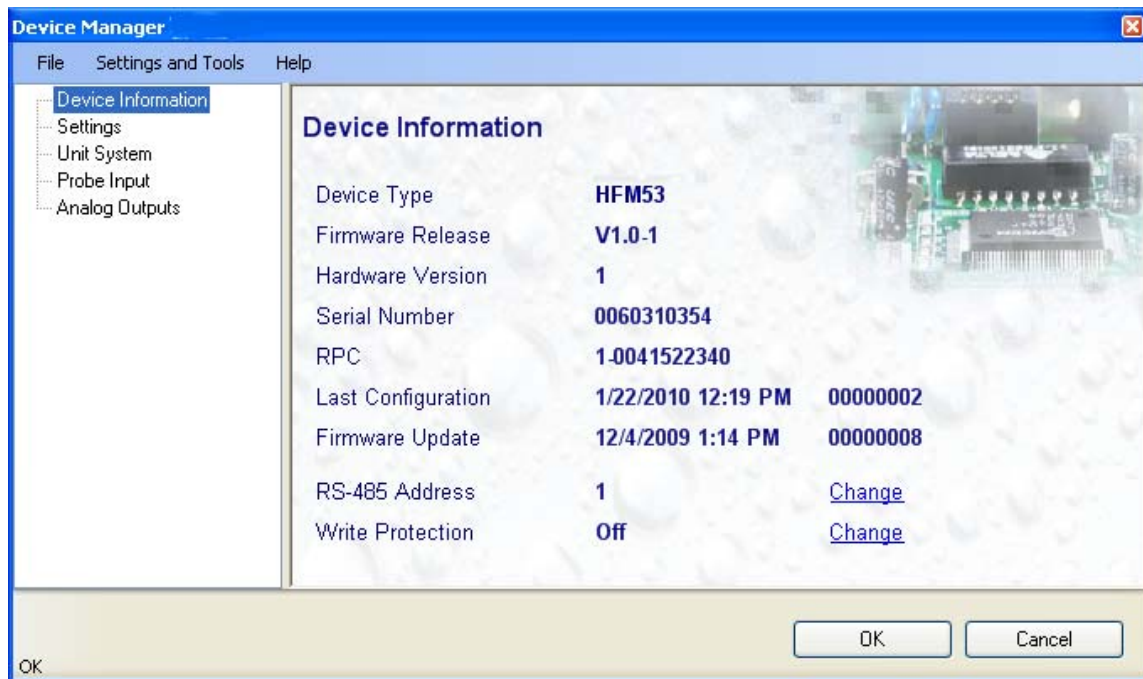 Device Manager
File Settings and Tools Help
Device Information
Settings
Unit System
Probe Input
Analog Outputs
Device Information
Device Type HFM53
Firmware Release V1.0-1
Hardware Version 1
Serial Number 0060310354
RPC 1-0041522340
Last Configuration 1/22/2010 12:19 PM 00000002
Firmware Update 12/4/2009 1:14 PM 00000008
RS-485 Address 1 Change
Write Protection Off Change
OK Cancel
OK